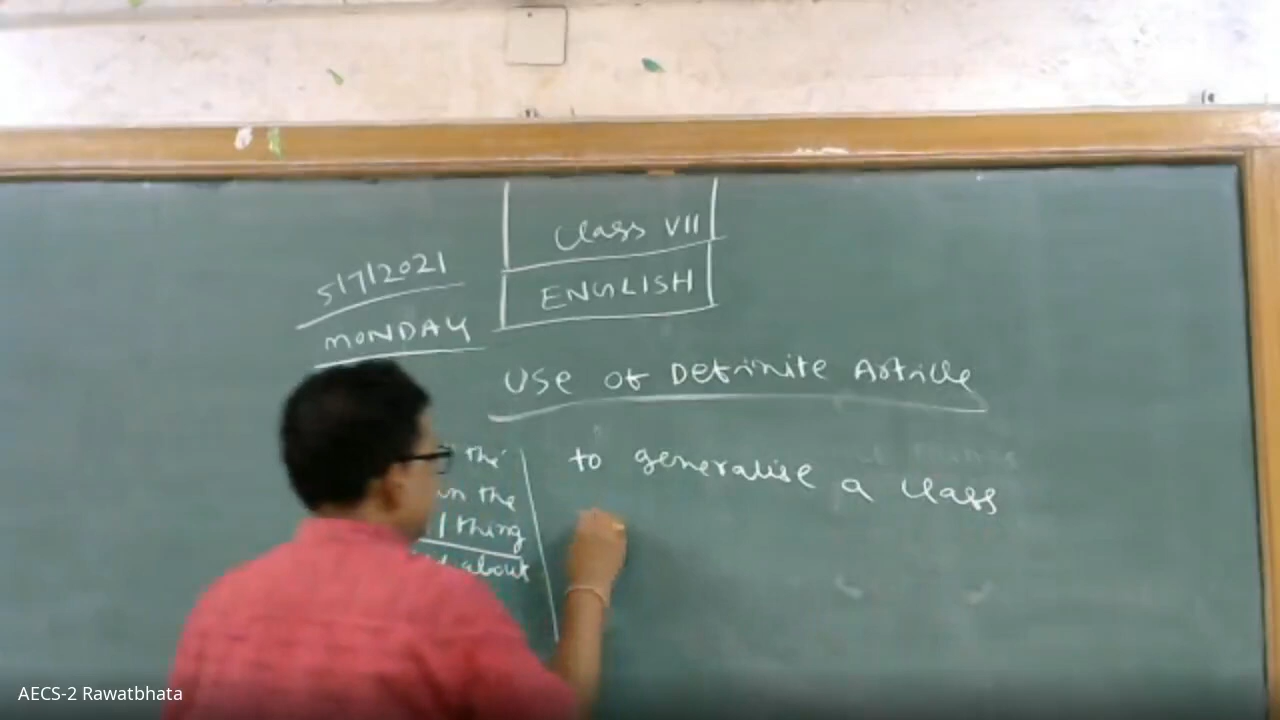 Class VII
ENGLISH
5/7/2021
MONDAY
Use of Definite Article
'the'
in the
thing
about
to generalise a class
AECS-2 Rawatbhata